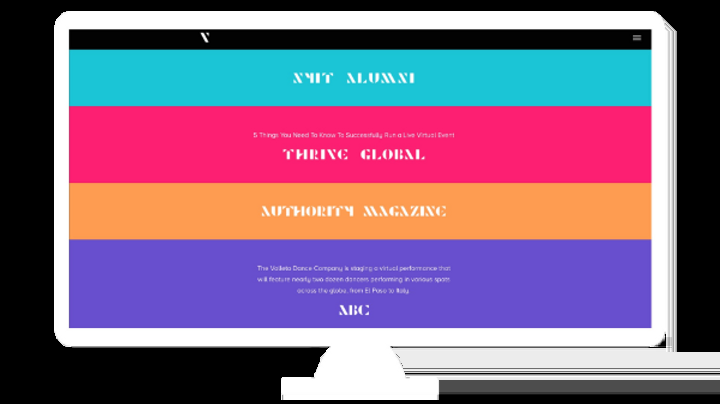 NYIT ALUMNI
5 Things You Need To Know To Successfully Run a Live Virtual Event
THRIVE GLOBAL
AUTHORITY MAGAZINE
The Valleto Dance Company is staging a virtual performance that
will feature nearly two dozen dancers performing in various spots
across the globe, from El Paso to Italy.
ABC